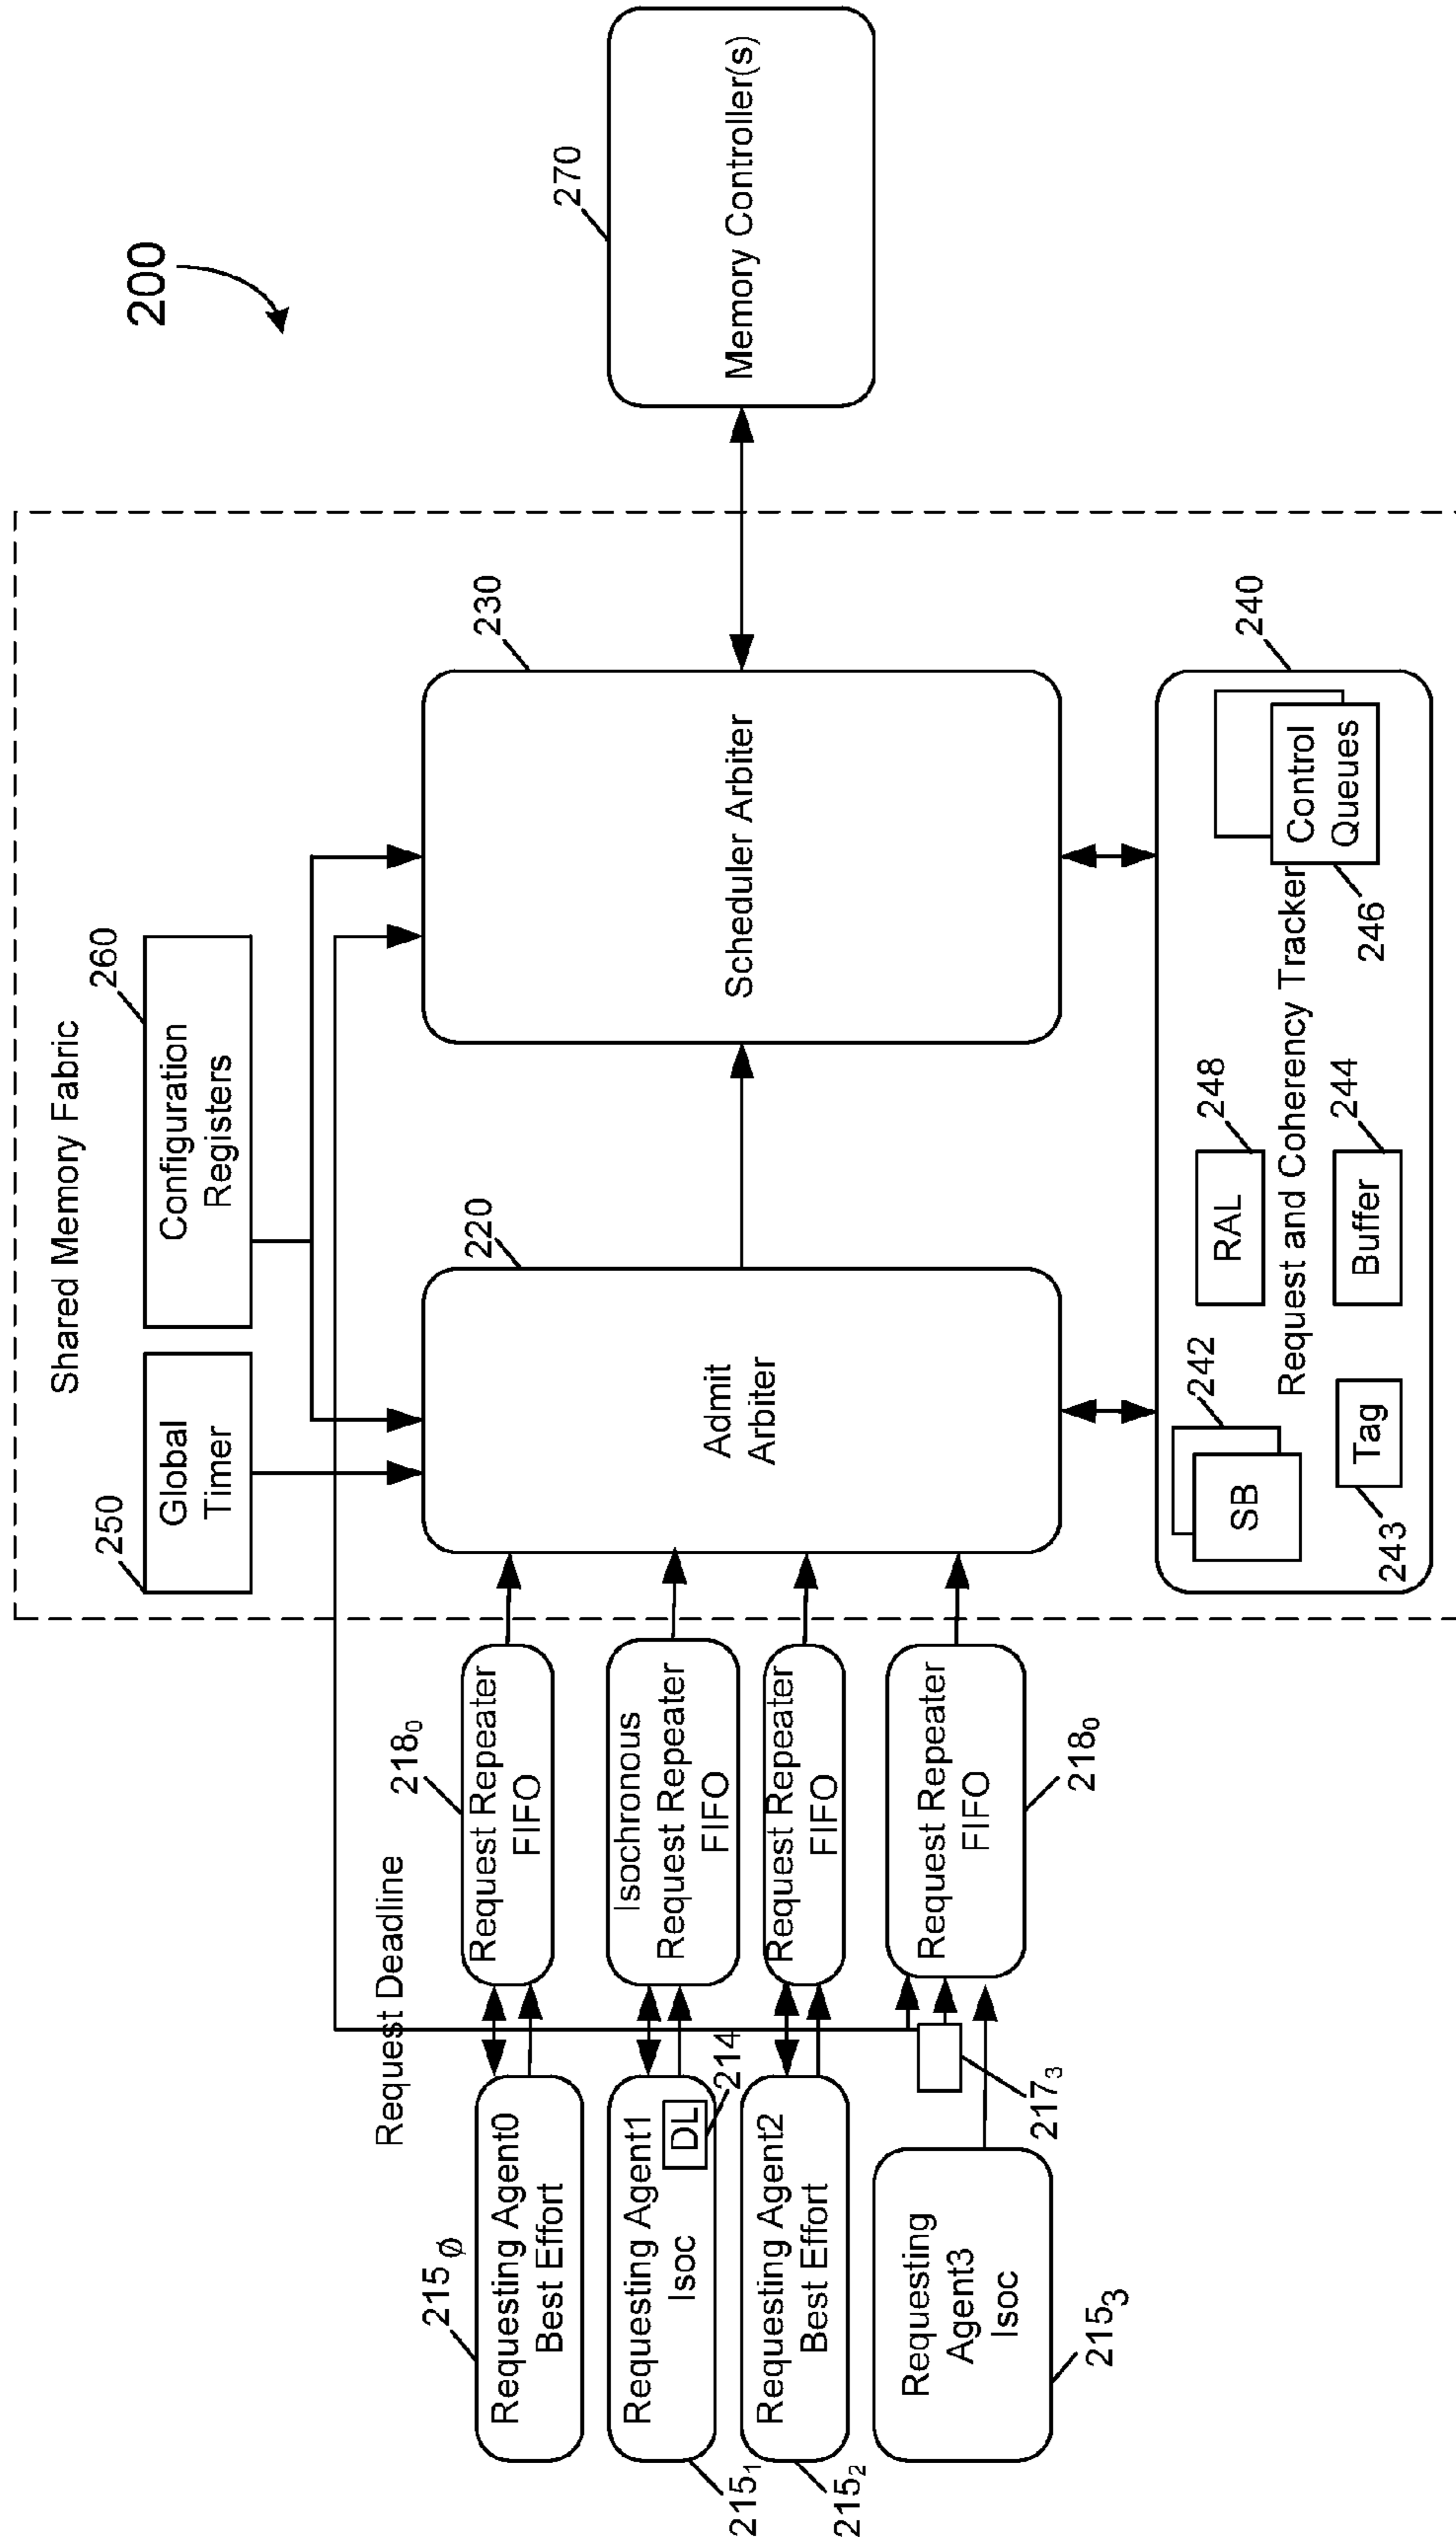 200
Shared Memory Fabric
250
Global
Timer
260
Configuration
Registers
Request Deadline
215ϕ
Requesting Agent0
Best Effort
218₀
Request Repeater
FIFO
215₁
Requesting Agent1
Isoc
DL
214
Isochronous
Request Repeater
FIFO
215₂
Requesting Agent2
Best Effort
Request Repeater
FIFO
215₃
Requesting
Agent3
Isoc
217₃
Request Repeater
FIFO
218₀
220
Admit
Arbiter
230
Scheduler Arbiter
270
Memory Controller(s)
240
242
SB
243
Tag
RAL
248
Request and Coherency Tracker
Buffer
244
Control
Queues
246